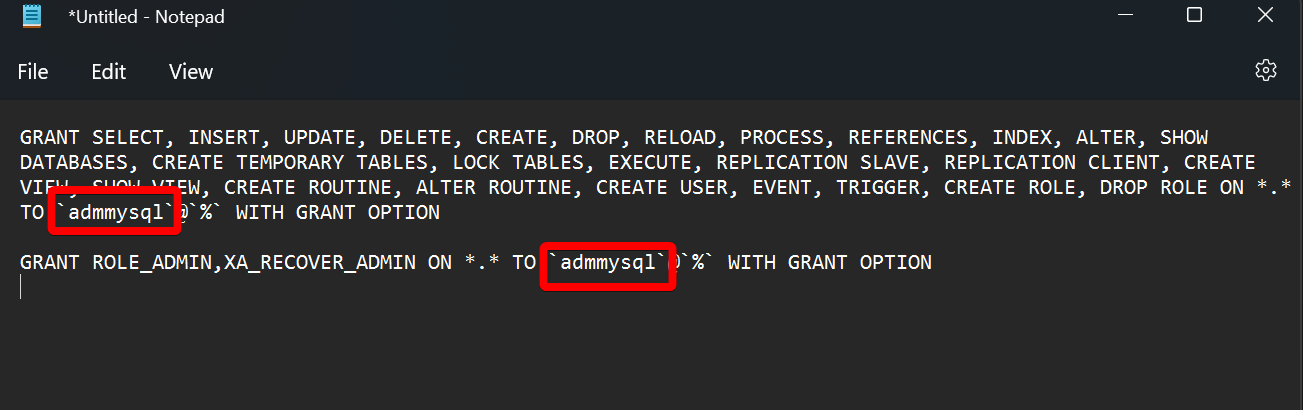 *Untitled - Notepad
File Edit View
GRANT SELECT, INSERT, UPDATE, DELETE, CREATE, DROP, RELOAD, PROCESS, REFERENCES, INDEX, ALTER, SHOW
DATABASES, CREATE TEMPORARY TABLES, LOCK TABLES, EXECUTE, REPLICATION SLAVE, REPLICATION CLIENT, CREATE
VIEW, SHOW VIEW, CREATE ROUTINE, ALTER ROUTINE, CREATE USER, EVENT, TRIGGER, CREATE ROLE, DROP ROLE ON *.*
TO `admmysql`@`%` WITH GRANT OPTION
GRANT ROLE_ADMIN,XA_RECOVER_ADMIN ON *.* TO `admmysql`@`%` WITH GRANT OPTION